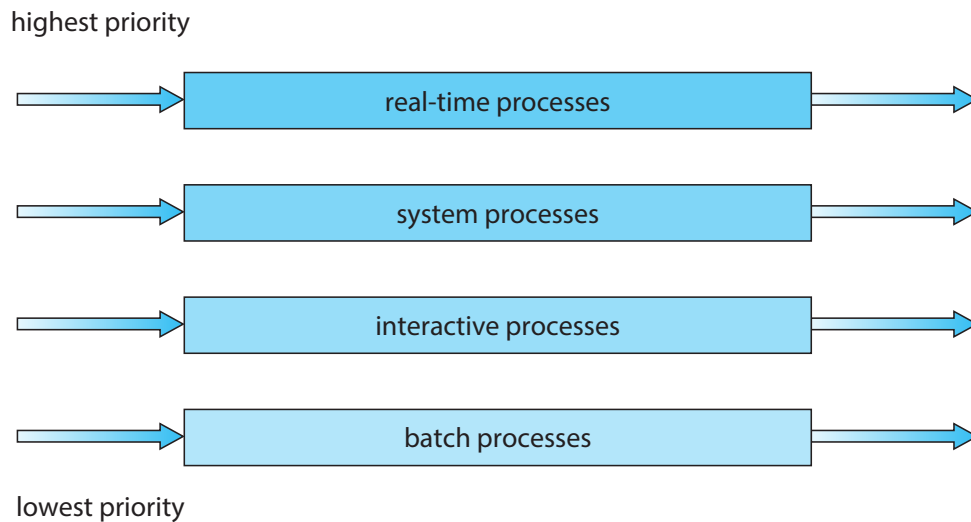 highest priority
real-time processes
system processes
interactive processes
batch processes
lowest priority